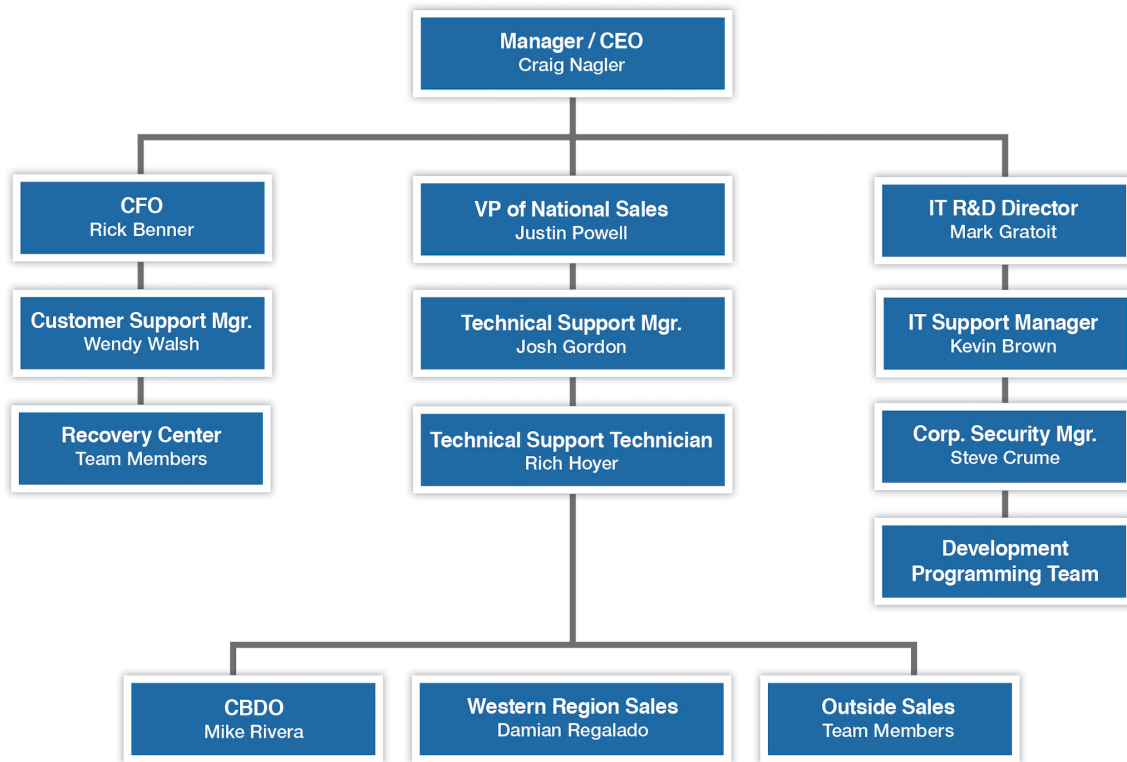 Manager / CEO
Craig Nagler
CFO
Rick Benner
VP of National Sales
Justin Powell
IT R&D Director
Mark Gratoit
Customer Support Mgr.
Wendy Walsh
Technical Support Mgr.
Josh Gordon
IT Support Manager
Kevin Brown
Recovery Center
Team Members
Technical Support Technician
Rich Hoyer
Corp. Security Mgr.
Steve Crume
Development
Programming Team
CBDO
Mike Rivera
Western Region Sales
Damian Regalado
Outside Sales
Team Members